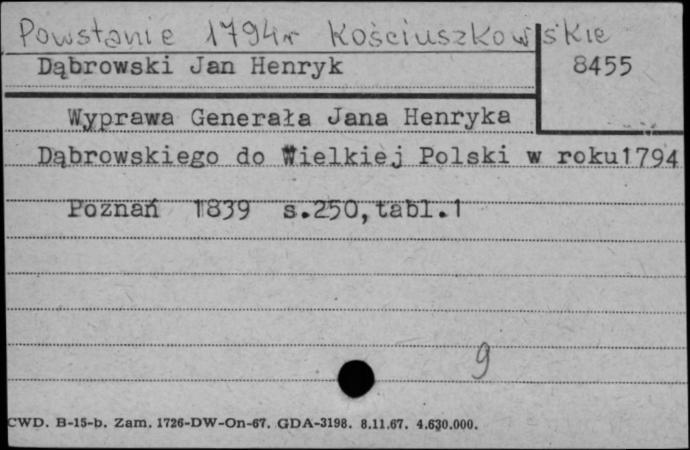 Powstanie 1794r Kościuszkowskie
Dąbrowski Jan Henryk 8455
Wyprawa Generała Jana Henryka
Dąbrowskiego do Wielkiej Polski w roku1794
Poznań 1839 s.250,tabl.1
9
CWD. B-15-b. Zam. 1726-DW-On-67. GDA-3198. 8.11.67. 4.630.000.